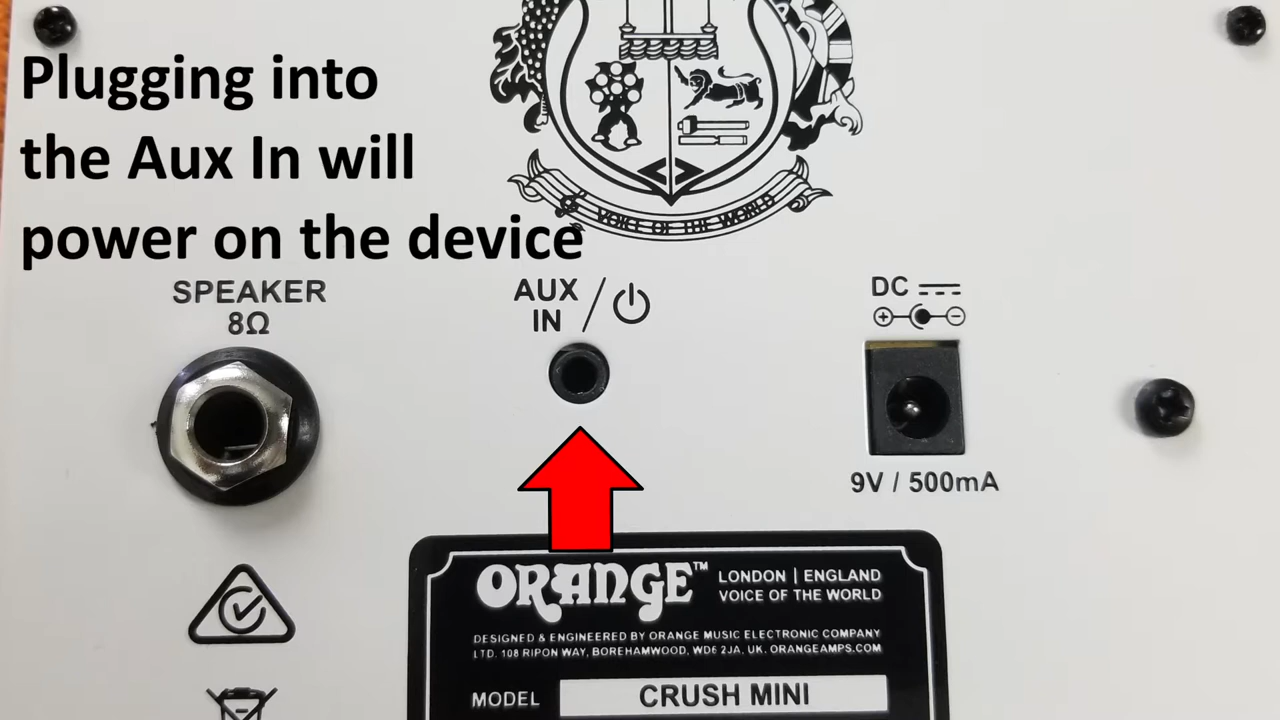 Plugging into
the Aux In will
power on the device
VOICE OF THE WORLD
SPEAKER
8Ω
AUX
IN
DC
9V / 500mA
ORANGE™ LONDON | ENGLAND
VOICE OF THE WORLD
DESIGNED & ENGINEERED BY ORANGE MUSIC ELECTRONIC COMPANY
LTD. 108 RIPON WAY, BOREHAMWOOD, WD6 2JA, UK. ORANGEAMPS.COM
MODEL CRUSH MINI